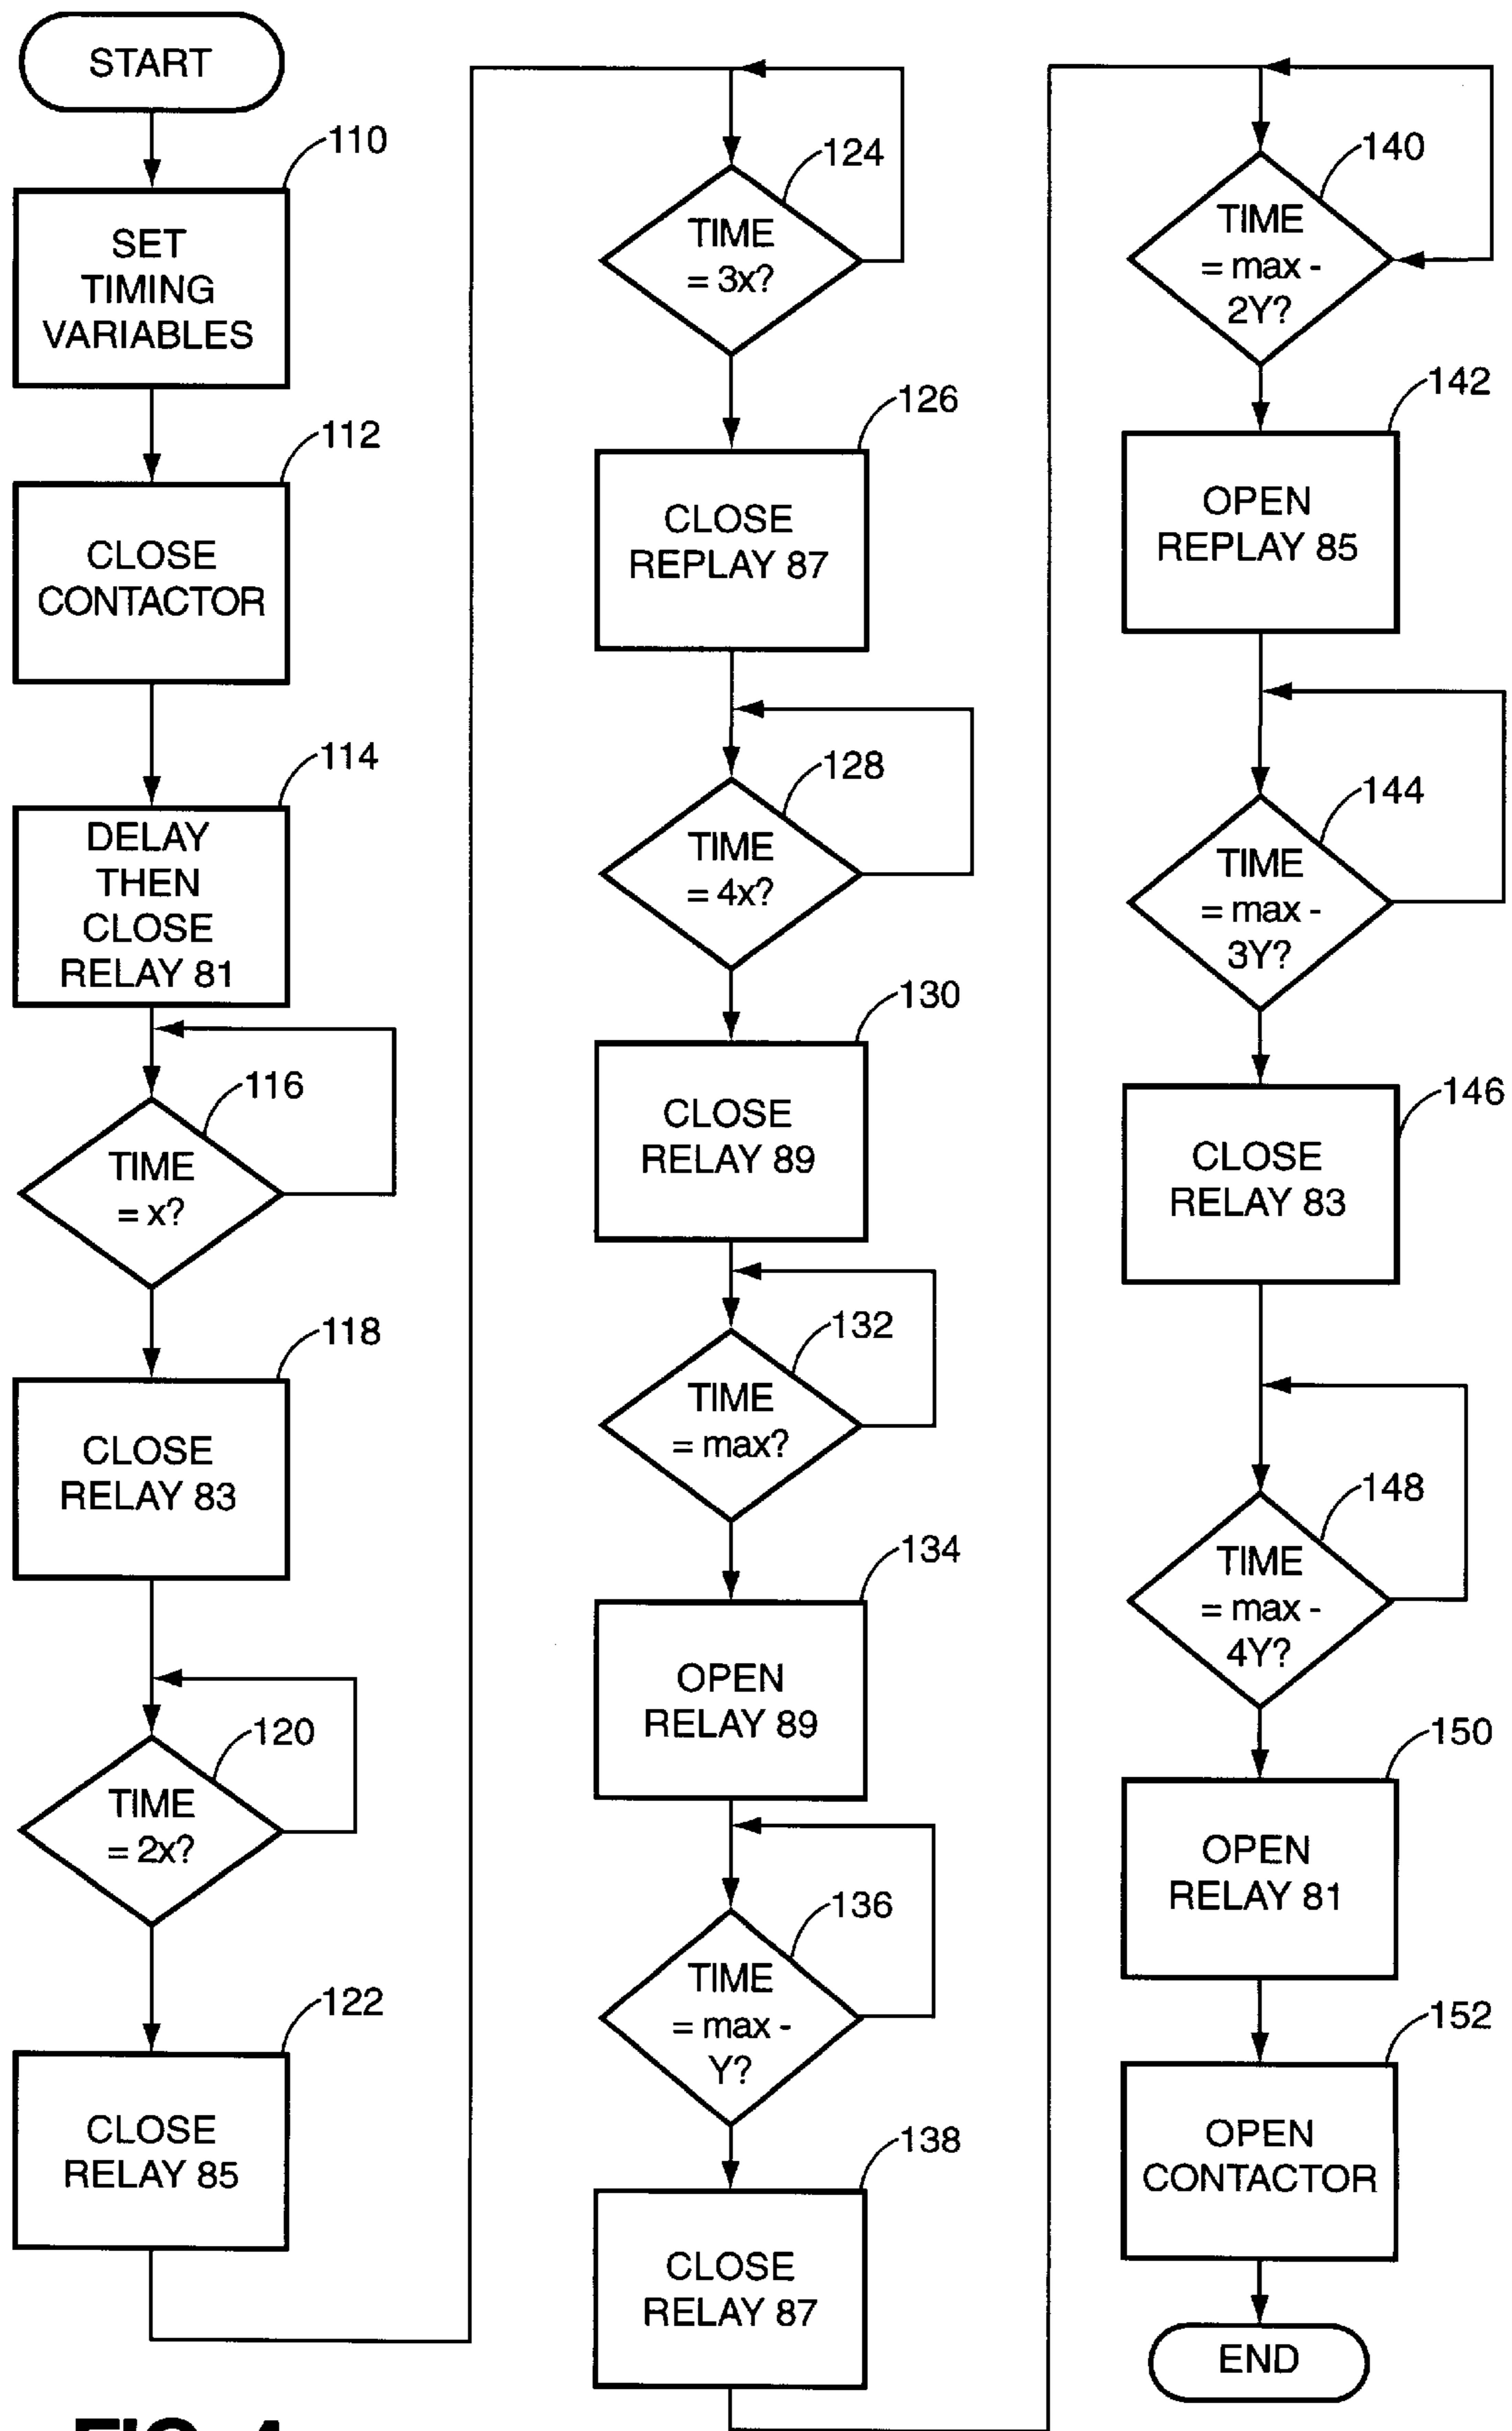 START
110
SET
TIMING
VARIABLES
112
CLOSE
CONTACTOR
114
DELAY
THEN
CLOSE
RELAY 81
116
TIME
= x?
118
CLOSE
RELAY 83
120
TIME
= 2x?
122
CLOSE
RELAY 85
124
TIME
= 3x?
126
CLOSE
REPLAY 87
128
TIME
= 4x?
130
CLOSE
RELAY 89
132
TIME
= max?
134
OPEN
RELAY 89
136
TIME
= max -
Y?
138
CLOSE
RELAY 87
140
TIME
= max -
2Y?
142
OPEN
REPLAY 85
144
TIME
= max -
3Y?
146
CLOSE
RELAY 83
148
TIME
= max -
4Y?
150
OPEN
RELAY 81
152
OPEN
CONTACTOR
END